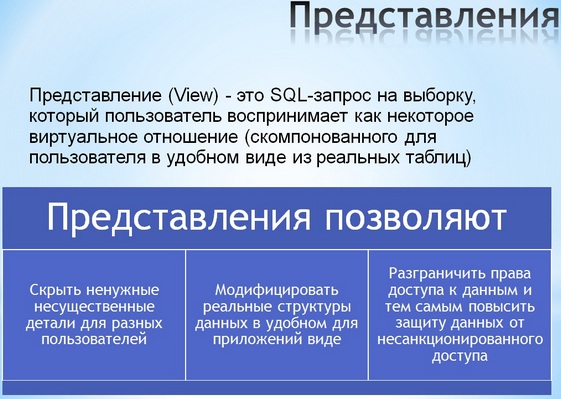 Представления
Представление (View) - это SQL-запрос на выборку,
который пользователь воспринимает как некоторое
виртуальное отношение (скомпонованного для
пользователя в удобном виде из реальных таблиц)
Представления позволяют
Скрыть ненужные
несущественные
детали для разных
пользователей
Модифицировать
реальные структуры
данных в удобном для
приложений виде
Разграничить права
доступа к данным и
тем самым повысить
защиту данных от
несанкционированного
доступа